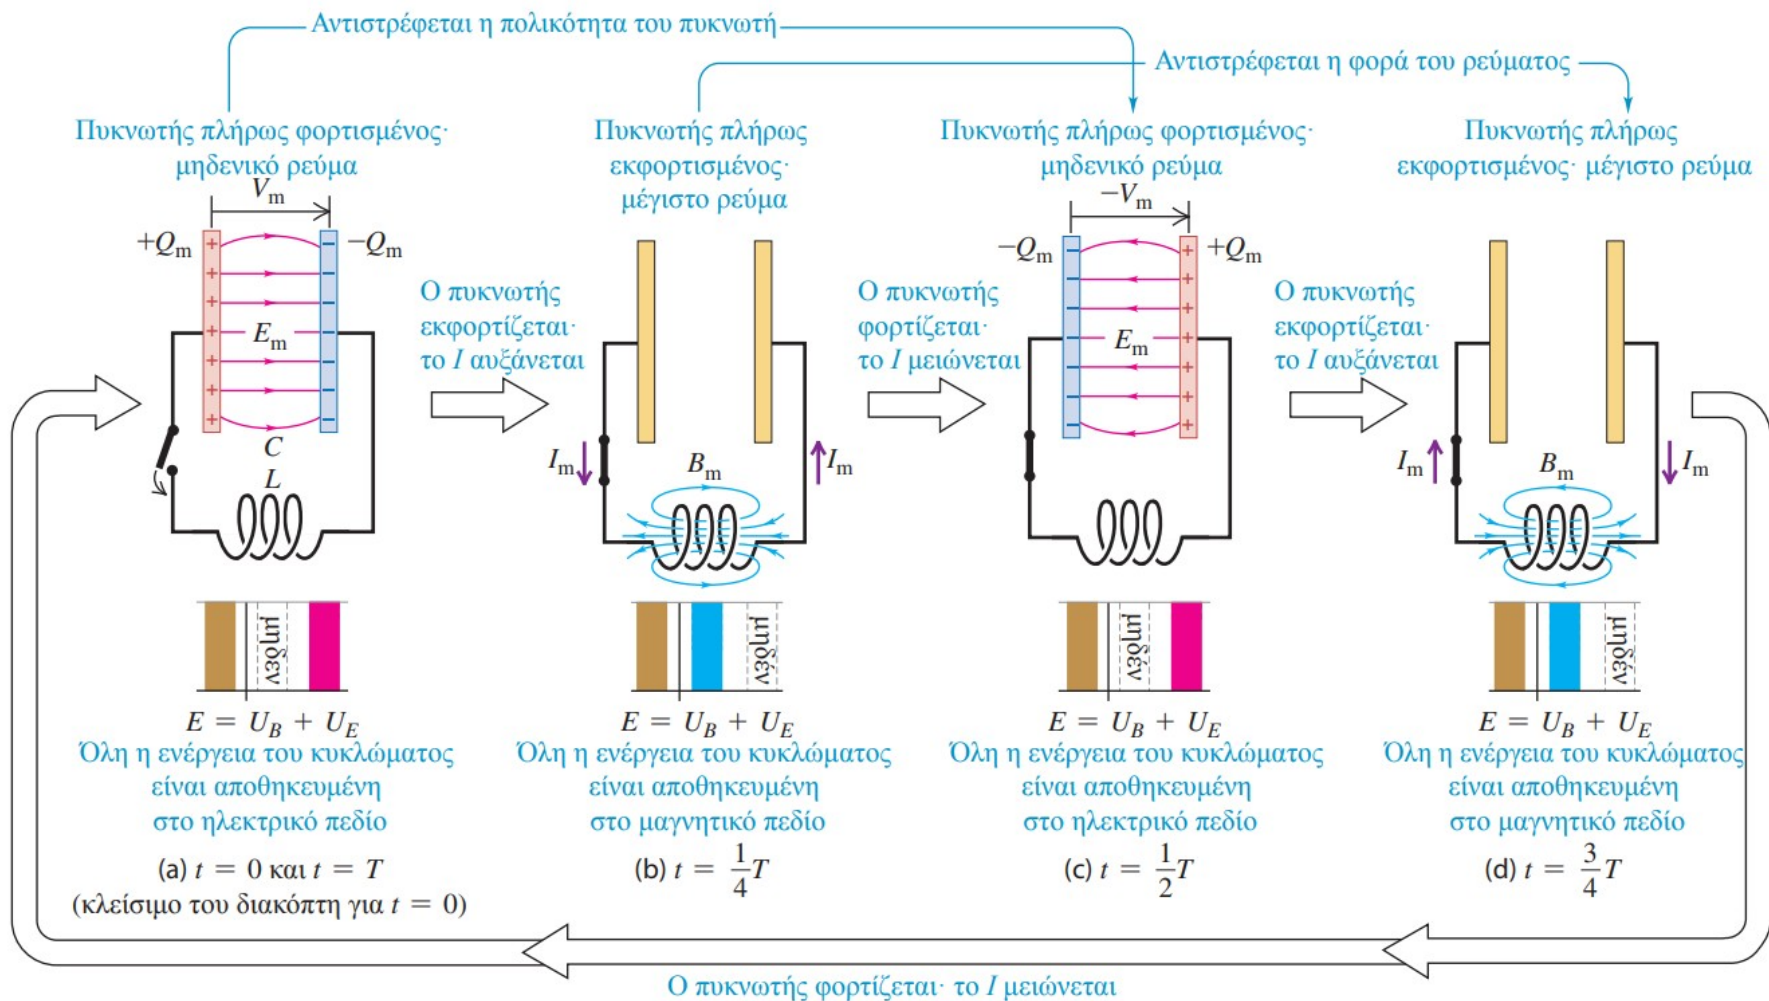 Αντιστρέφεται η πολικότητα του πυκνωτή
Αντιστρέφεται η φορά του ρεύματος
Πυκνωτής πλήρως φορτισμένος·
μηδενικό ρεύμα
Πυκνωτής πλήρως
εκφορτισμένος·
μέγιστο ρεύμα
Πυκνωτής πλήρως φορτισμένος·
μηδενικό ρεύμα
Πυκνωτής πλήρως
εκφορτισμένος· μέγιστο ρεύμα
Vm
+Qm
−Qm
Em
C
L
Ο πυκνωτής
εκφορτίζεται·
το I αυξάνεται
Im
Im
Bm
Ο πυκνωτής
φορτίζεται·
το I μειώνεται
−Vm
−Qm
+Qm
Em
Ο πυκνωτής
εκφορτίζεται·
το I αυξάνεται
Im
Im
Bm
μηδέν
μηδέν
μηδέν
μηδέν
E = UB + UE
E = UB + UE
E = UB + UE
E = UB + UE
Όλη η ενέργεια του κυκλώματος
είναι αποθηκευμένη
στο ηλεκτρικό πεδίο
Όλη η ενέργεια του κυκλώματος
είναι αποθηκευμένη
στο μαγνητικό πεδίο
Όλη η ενέργεια του κυκλώματος
είναι αποθηκευμένη
στο ηλεκτρικό πεδίο
Όλη η ενέργεια του κυκλώματος
είναι αποθηκευμένη
στο μαγνητικό πεδίο
(a) t = 0 και t = T
(κλείσιμο του διακόπτη για t = 0)
(b) t = 1/4 T
(c) t = 1/2 T
(d) t = 3/4 T
Ο πυκνωτής φορτίζεται· το I μειώνεται